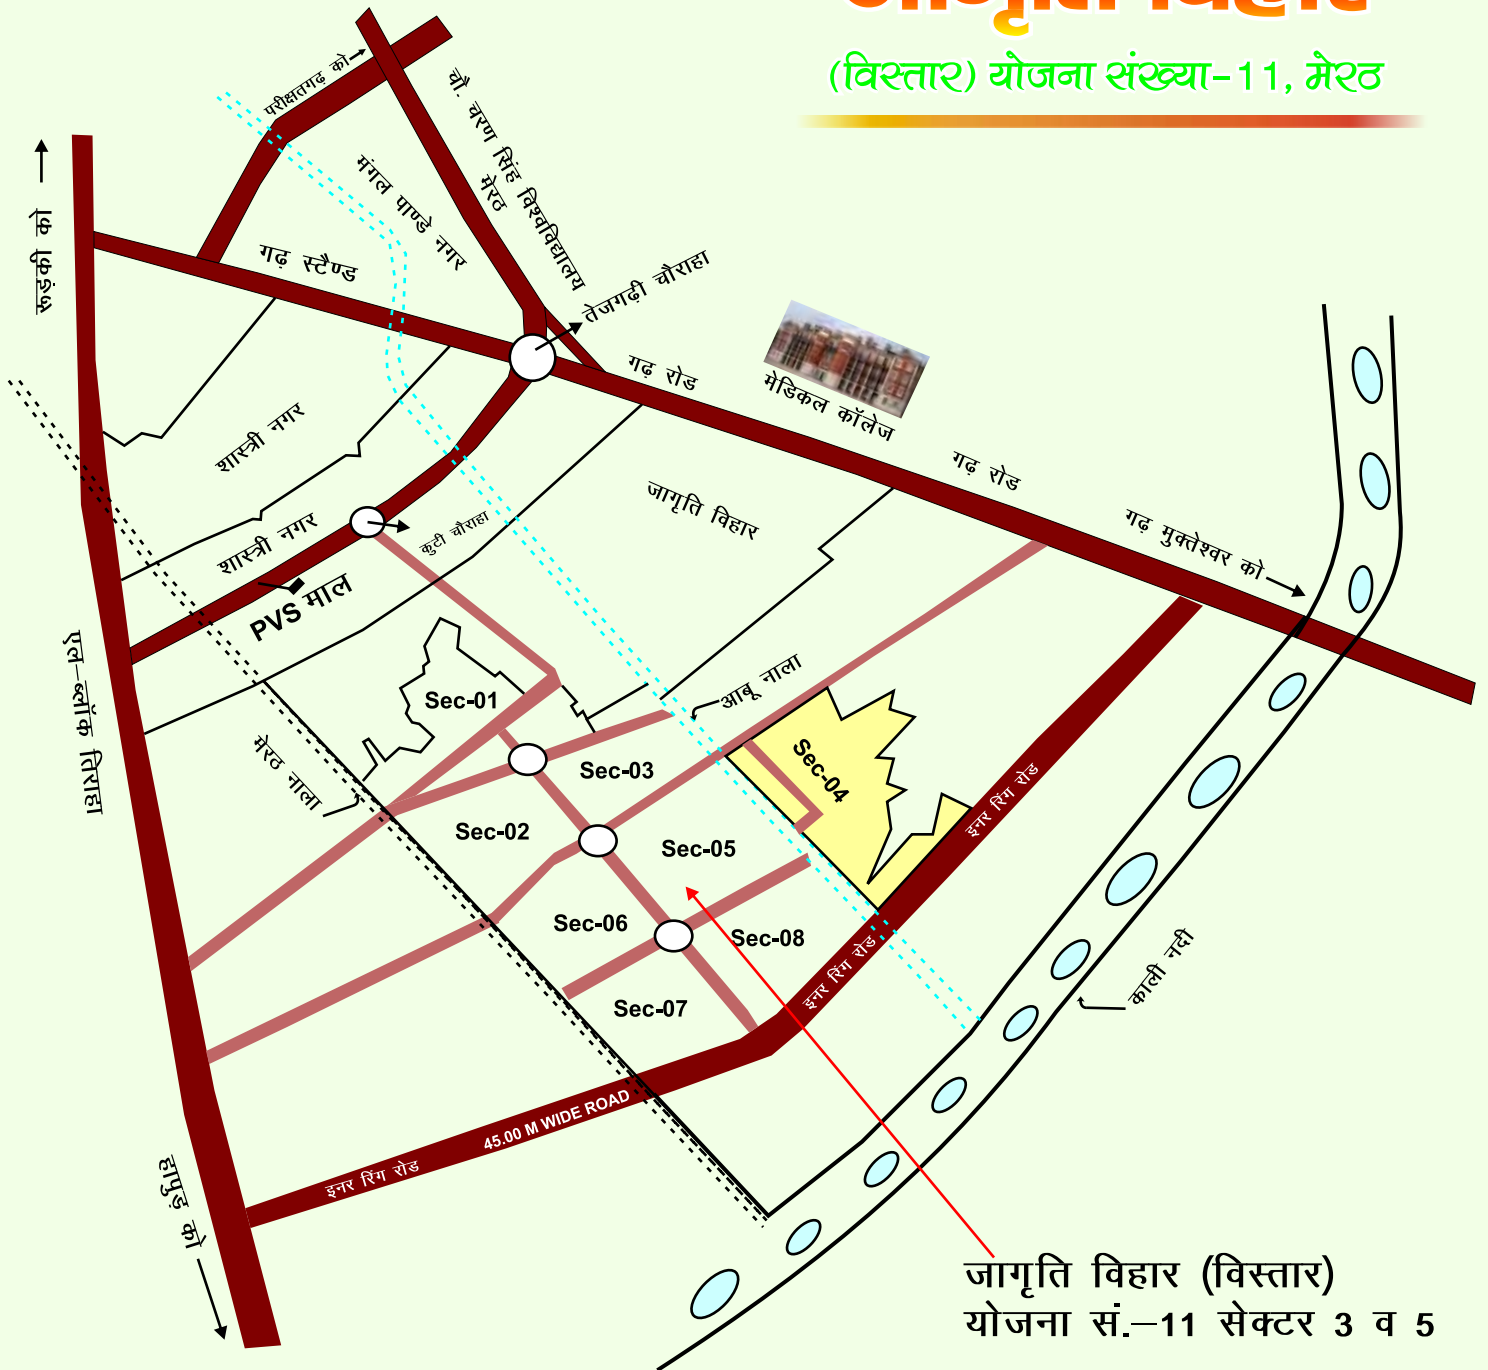 जागृति विहार
(विस्तार) योजना संख्या-11, मेरठ
परीक्षतगढ़ को
चौ. चरण सिंह विश्वविद्यालय
मेरठ
मंगल पाण्डे नगर
रूड़की को
गढ़ स्टैण्ड
तेजगढ़ी चौराहा
गढ़ रोड
मेडिकल कॉलेज
गढ़ रोड
गढ़ मुक्तेश्वर को
शास्त्री नगर
जागृति विहार
शास्त्री नगर
कुटी चौराहा
PVS माल
एल-ब्लॉक तिराहा
Sec-01
आबू नाला
मेरठ नाला
Sec-03
Sec-04
Sec-02
Sec-05
इनर रिंग रोड
Sec-06
Sec-08
इनर रिंग रोड
काली नदी
Sec-07
45.00 M WIDE ROAD
इनर रिंग रोड
हापुड़ को
जागृति विहार (विस्तार)
योजना सं.-11 सेक्टर 3 व 5